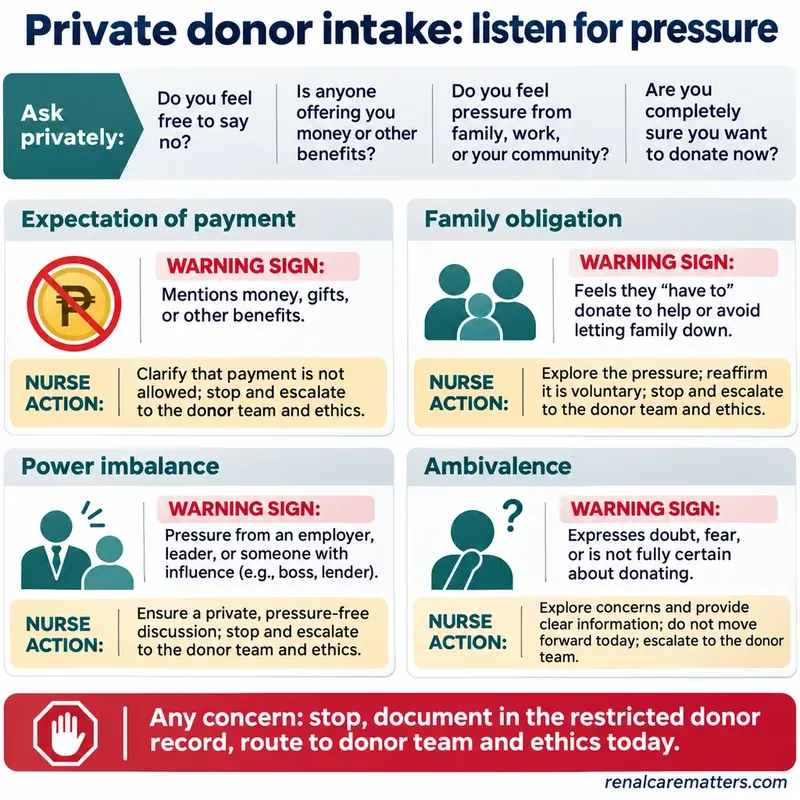 Private donor intake: listen for pressure
Ask
privately:
Do you feel
free to say
no?
Is anyone
offering you
money or other
benefits?
Do you feel
pressure from
family, work,
or your community?
Are you
completely
sure you want
to donate now?
Expectation of payment
₱
WARNING SIGN:
Mentions money, gifts,
or other benefits.
NURSE
ACTION:
Clarify that payment is not
allowed; stop and escalate
to the donor team and ethics.
Family obligation
WARNING SIGN:
Feels they “have to”
donate to help or avoid
letting family down.
NURSE
ACTION:
Explore the pressure; reaffirm
it is voluntary; stop and escalate
to the donor team and ethics.
Power imbalance
WARNING SIGN:
Pressure from an employer,
leader, or someone with
influence (e.g., boss, lender).
NURSE
ACTION:
Ensure a private, pressure-free
discussion; stop and escalate
to the donor team and ethics.
Ambivalence
?
WARNING SIGN:
Expresses doubt, fear,
or is not fully certain
about donating.
NURSE
ACTION:
Explore concerns and provide
clear information; do not move
forward today; escalate to the donor
team.
Any concern: stop, document in the restricted donor
record, route to donor team and ethics today.
renalcarematters.com